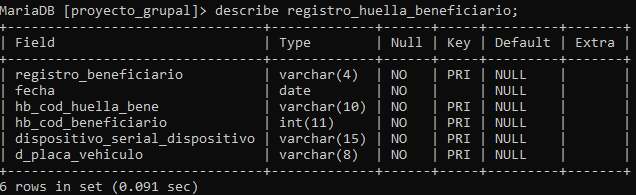 MariaDB [proyecto_grupal]> describe registro_huella_beneficiario;
+-----------------------------+-------------+------+-----+---------+-------+
| Field                       | Type        | Null | Key | Default | Extra |
+-----------------------------+-------------+------+-----+---------+-------+
| registro_beneficiario       | varchar(4)  | NO   | PRI | NULL    |       |
| fecha                       | date        | NO   |     | NULL    |       |
| hb_cod_huella_bene          | varchar(10) | NO   | PRI | NULL    |       |
| hb_cod_beneficiario         | int(11)     | NO   | PRI | NULL    |       |
| dispositivo_serial_dispositivo | varchar(15) | NO   | PRI | NULL    |       |
| d_placa_vehiculo            | varchar(8)  | NO   | PRI | NULL    |       |
+-----------------------------+-------------+------+-----+---------+-------+
6 rows in set (0.091 sec)